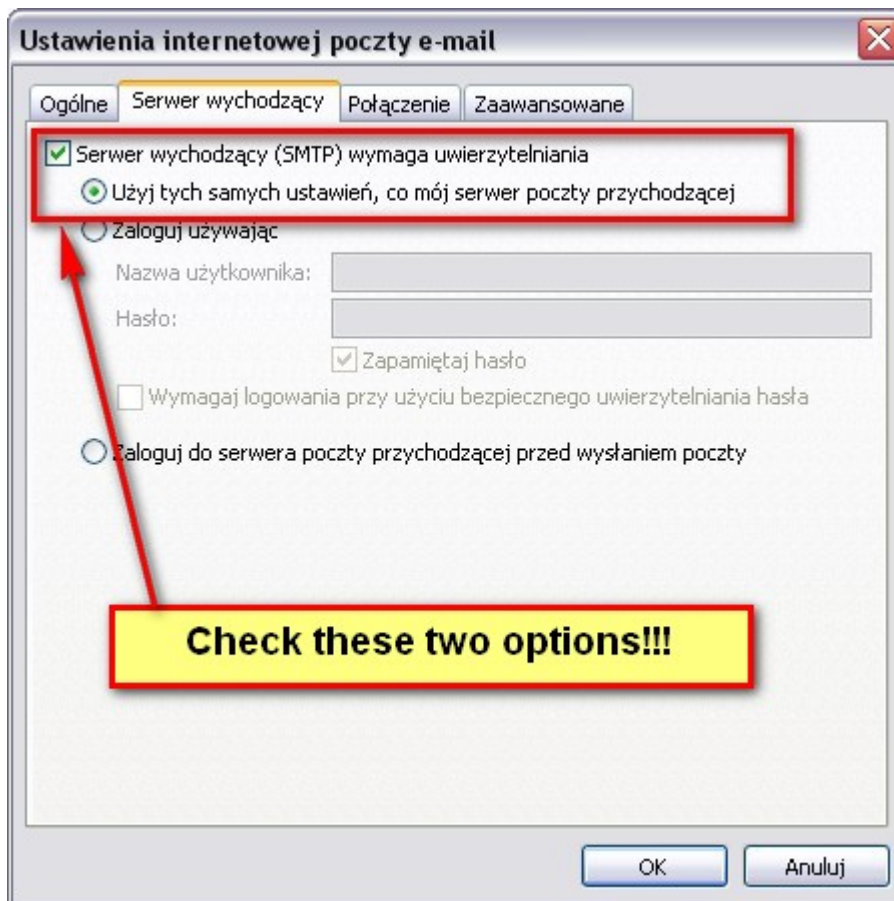 Ustawienia internetowej poczty e-mail
Ogólne Serwer wychodzący Połączenie Zaawansowane
Serwer wychodzący (SMTP) wymaga uwierzytelniania
Użyj tych samych ustawień, co mój serwer poczty przychodzącej
Zaloguj używając
Nazwa użytkownika:
Hasło:
Zapamiętaj hasło
Wymagaj logowania przy użyciu bezpiecznego uwierzytelniania hasła
Zaloguj do serwera poczty przychodzącej przed wysłaniem poczty
Check these two options!!!
OK Anuluj